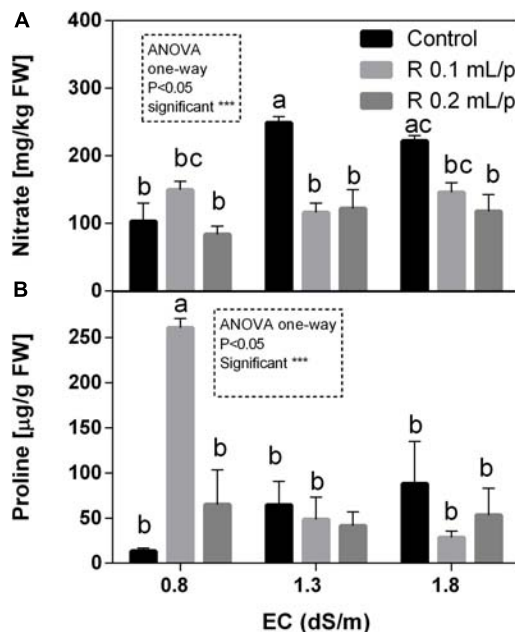 A
400
300
200
100
0
Nitrate [mg/kg FW]
ANOVA
one-way
P<0.05
significant ***
Control
R 0.1 mL/p
R 0.2 mL/p
b
bc
b
a
b
b
ac
bc
b
B
250
200
150
100
50
0
Proline [µg/g FW]
ANOVA one-way
P<0.05
Significant ***
b
a
b
b
b
b
b
b
b
0.8
1.3
1.8
EC (dS/m)